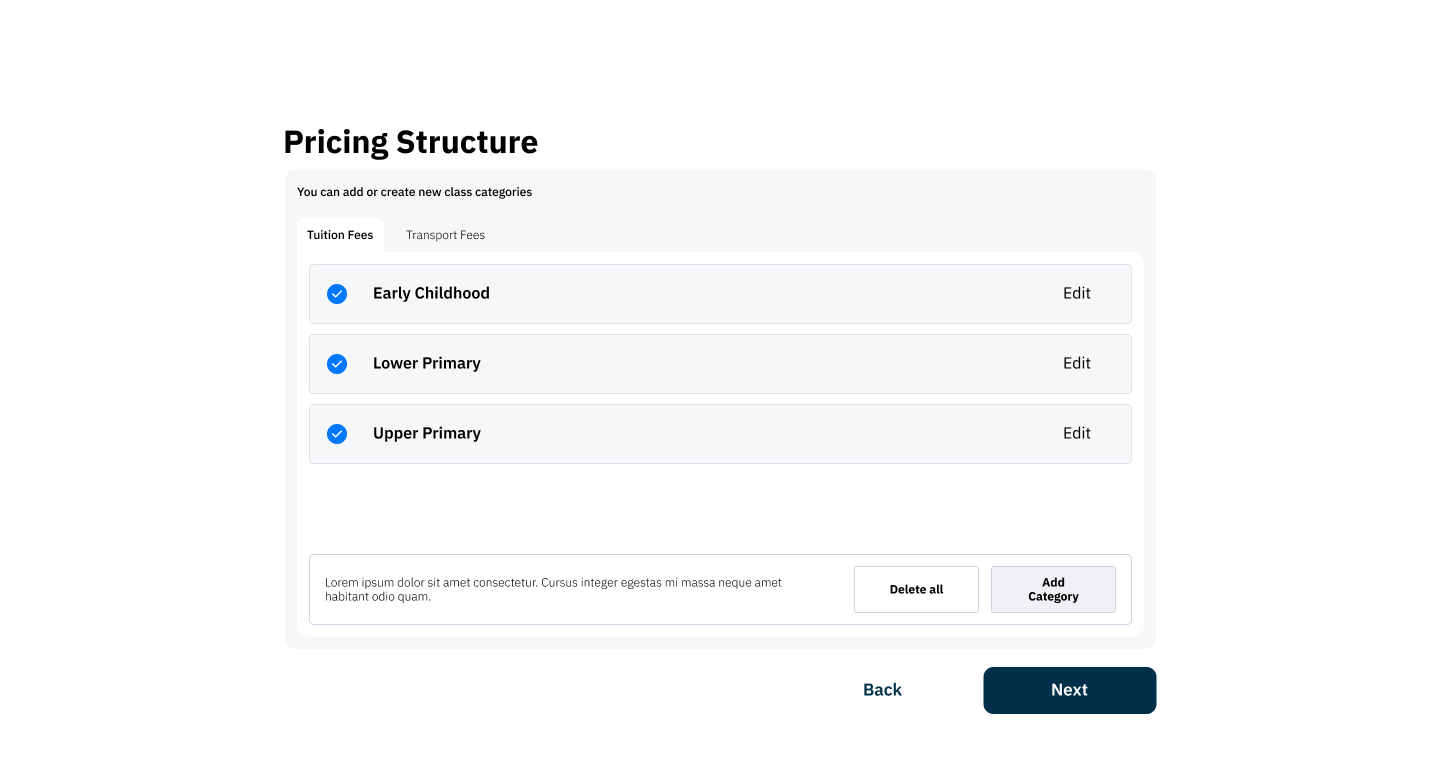 Pricing Structure
You can add or create new class categories
Tuition Fees
Transport Fees
Early Childhood
Edit
Lower Primary
Edit
Upper Primary
Edit
Lorem ipsum dolor sit amet consectetur. Cursus integer egestas mi massa neque amet
habitant odio quam.
Delete all
Add
Category
Back
Next